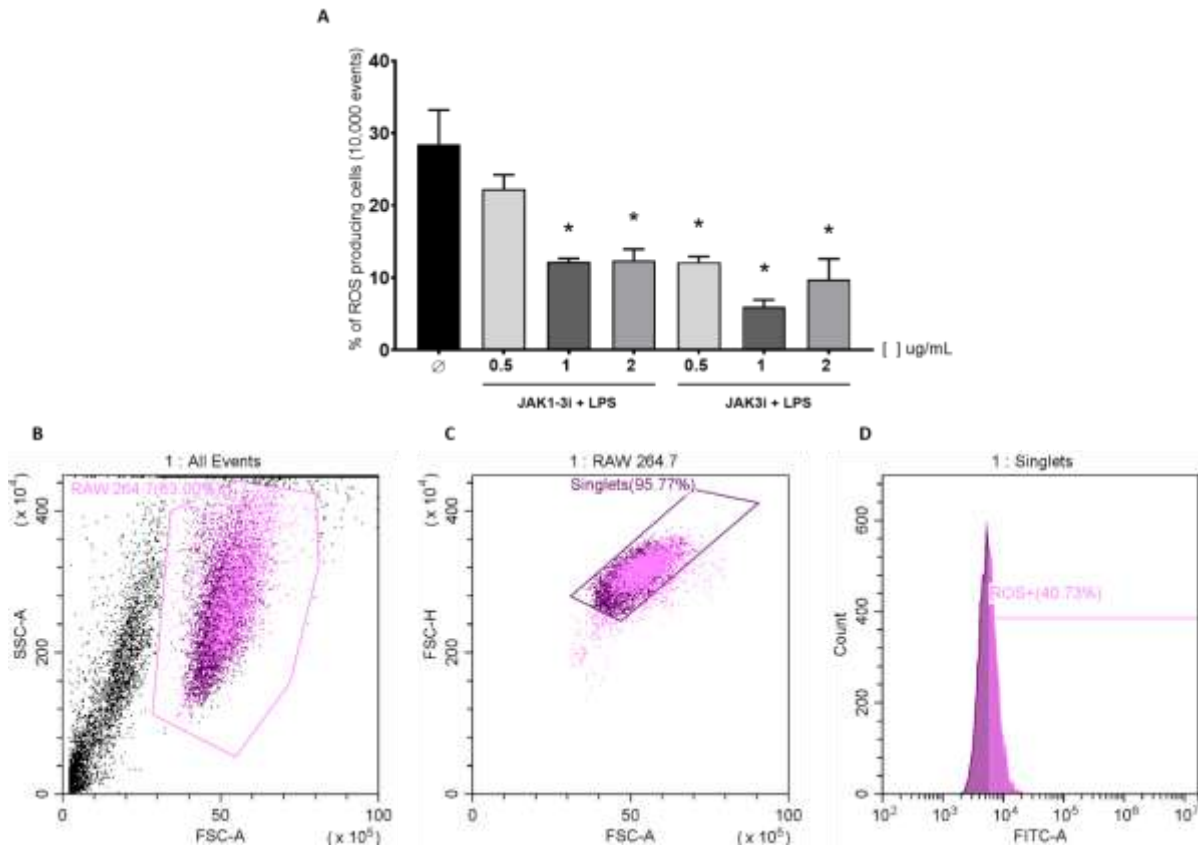 A
% of ROS producing cells (10,000 events)
40
30
20
10
0
* * * * *
∅ 0.5 1 2 0.5 1 2
[ ] ug/mL
JAK1-3i + LPS JAK3i + LPS
B
1 : All Events
RAW 264.7(63.00%)
(x 10⁴)
SSC-A
400
200
0
0 50 100
FSC-A
(x 10⁵)
C
1 : RAW 264.7
Singlets(95.77%)
(x 10⁴)
FSC-H
400
200
0
0 50 100
FSC-A
(x 10⁵)
D
1 : Singlets
ROS+(40.73%)
Count
600
400
200
0
10² 10³ 10⁴ 10⁵ 10⁶ 10⁷
FITC-A